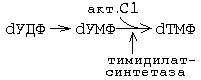 акт.C1
dУДФ → dУМФ → dТМФ
тимидилат-
синтетаза